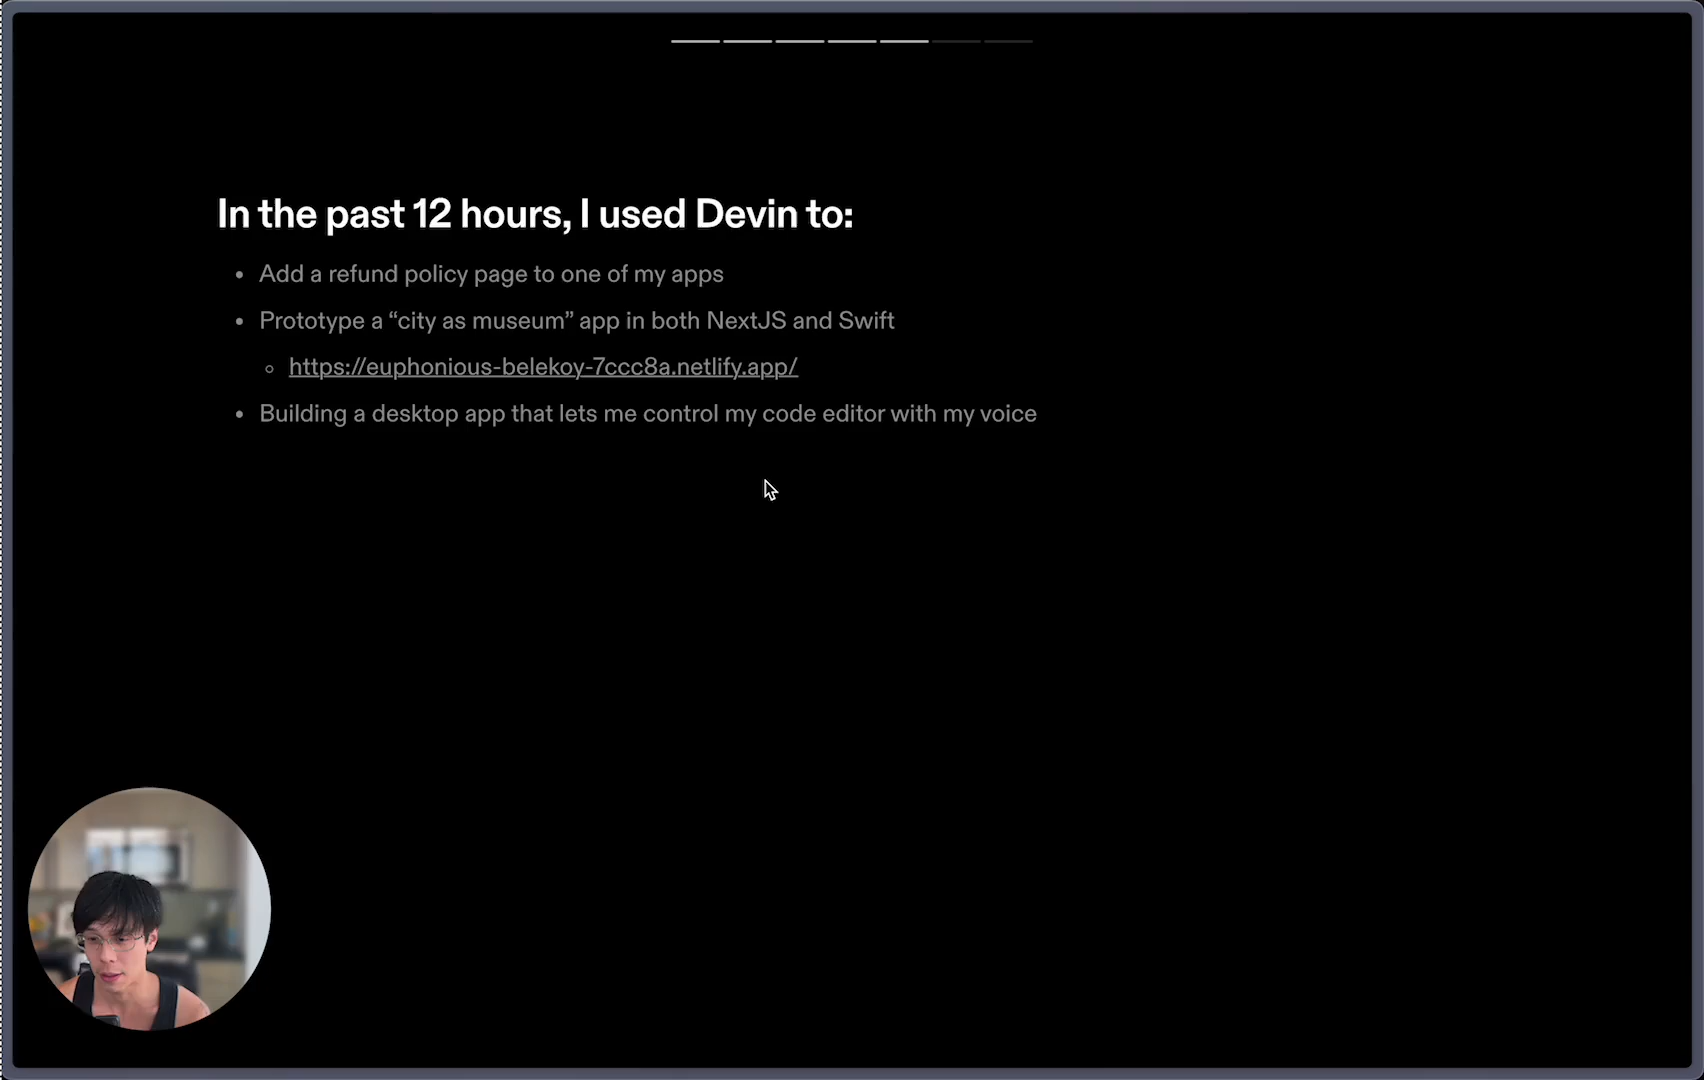 In the past 12 hours, I used Devin to:
• Add a refund policy page to one of my apps
• Prototype a “city as museum” app in both NextJS and Swift
◦ https://euphonious-belekoy-7ccc8a.netlify.app/
• Building a desktop app that lets me control my code editor with my voice